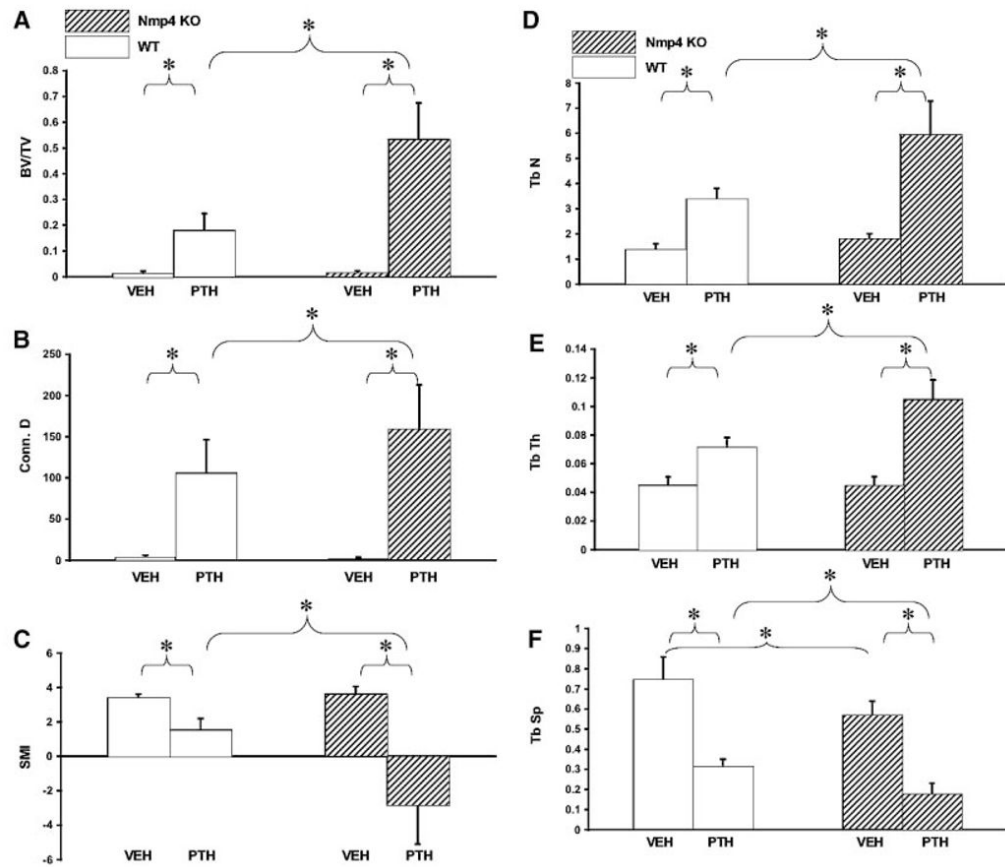 A
Nmp4 KO
WT
*
*
*
BV/TV
0.8
0.7
0.6
0.5
0.4
0.3
0.2
0.1
0
VEH
PTH
VEH
PTH
B
*
*
*
Conn. D
250
200
150
100
50
0
VEH
PTH
VEH
PTH
C
*
*
*
SMI
6
4
2
0
-2
-4
-6
VEH
PTH
VEH
PTH
D
Nmp4 KO
WT
*
*
*
Tb N
8
7
6
5
4
3
2
1
0
VEH
PTH
VEH
PTH
E
*
*
*
Tb Th
0.14
0.12
0.1
0.08
0.06
0.04
0.02
0
VEH
PTH
VEH
PTH
F
*
*
*
*
Tb Sp
1
0.9
0.8
0.7
0.6
0.5
0.4
0.3
0.2
0.1
0
VEH
PTH
VEH
PTH